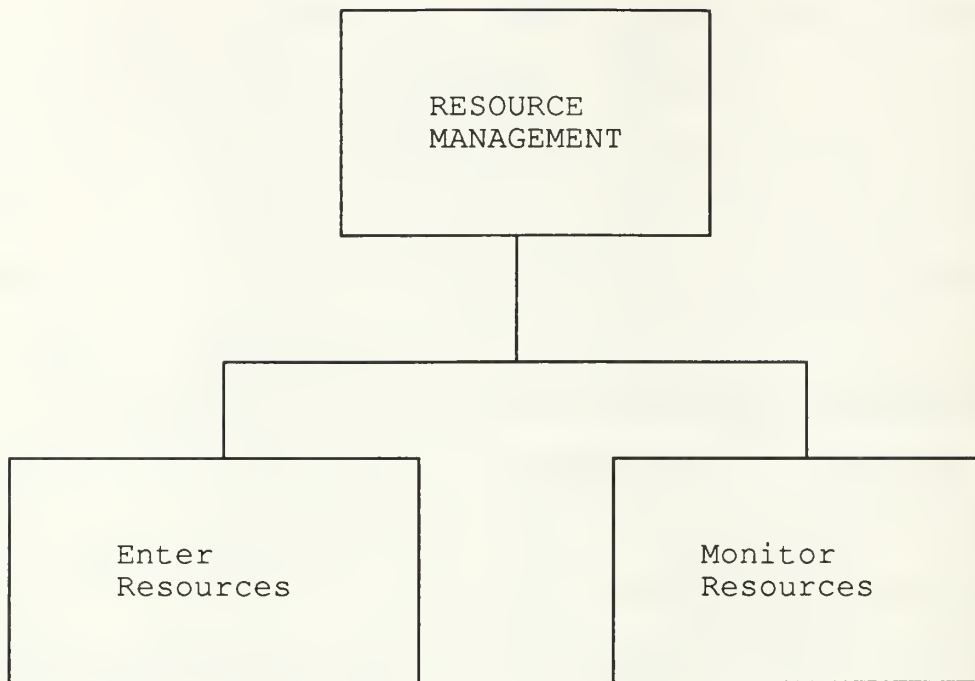 RESOURCE
MANAGEMENT
Enter
Resources
Monitor
Resources